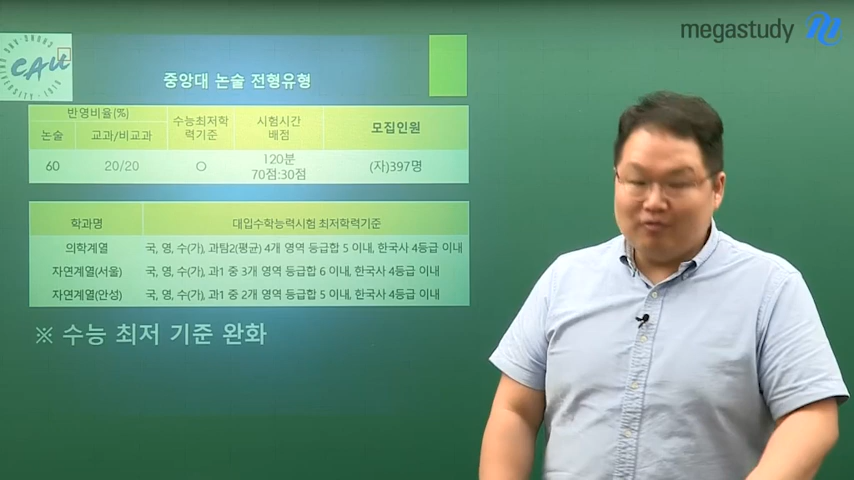 megastudy
CAU
중앙대 논술 전형유형
반영비율(%) 수능최저학력기준 시험시간 배점 모집인원
논술 교과/비교과
60 20/20 ○ 120분 70점:30점 (자)397명
학과명 대입수학능력시험 최저학력기준
의학계열 국, 영, 수(가), 과탐2(평균) 4개 영역 등급합 5 이내, 한국사 4등급 이내
자연계열(서울) 국, 영, 수(가), 과1 중 3개 영역 등급합 6 이내, 한국사 4등급 이내
자연계열(안성) 국, 영, 수(가), 과1 중 2개 영역 등급합 5 이내, 한국사 4등급 이내
※ 수능 최저 기준 완화